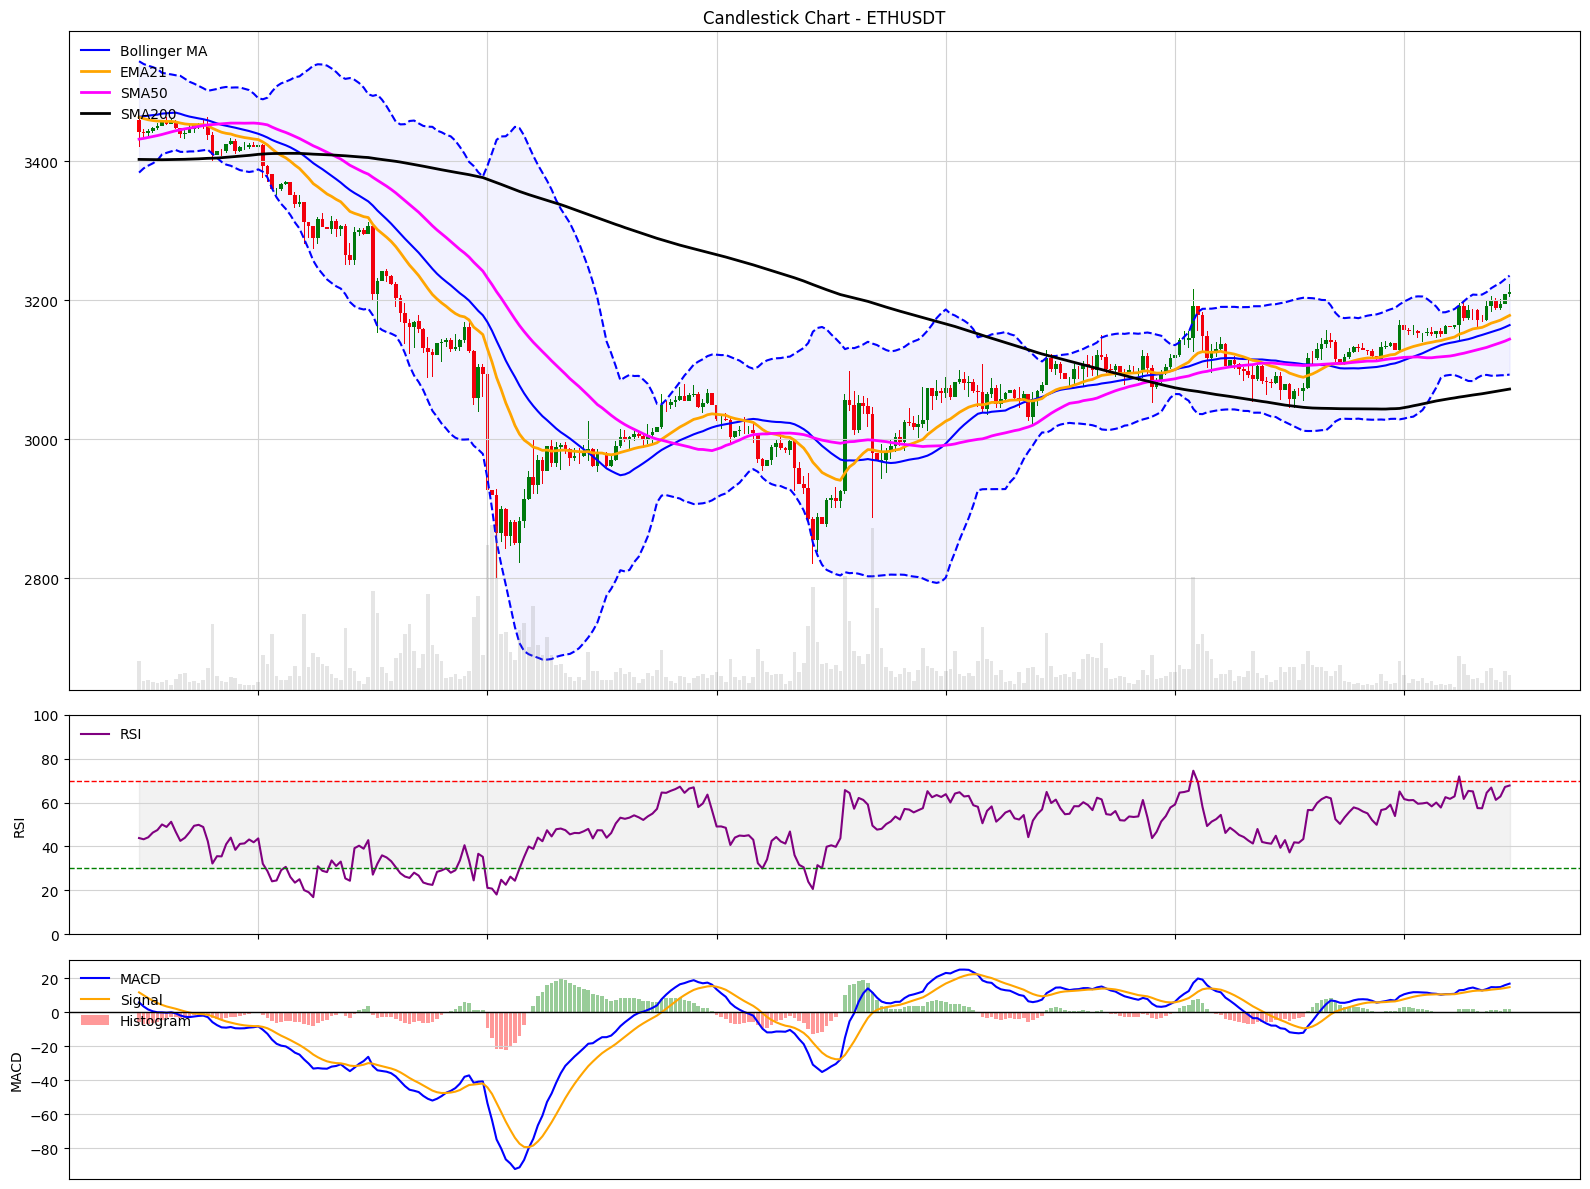 Candlestick Chart - ETHUSDT
Bollinger MA
EMA21
SMA50
SMA200
3400
3200
3000
2800
100
RSI
80
60
RSI
40
20
0
MACD
20
Signal
0
Histogram
−20
MACD
−40
−60
−80